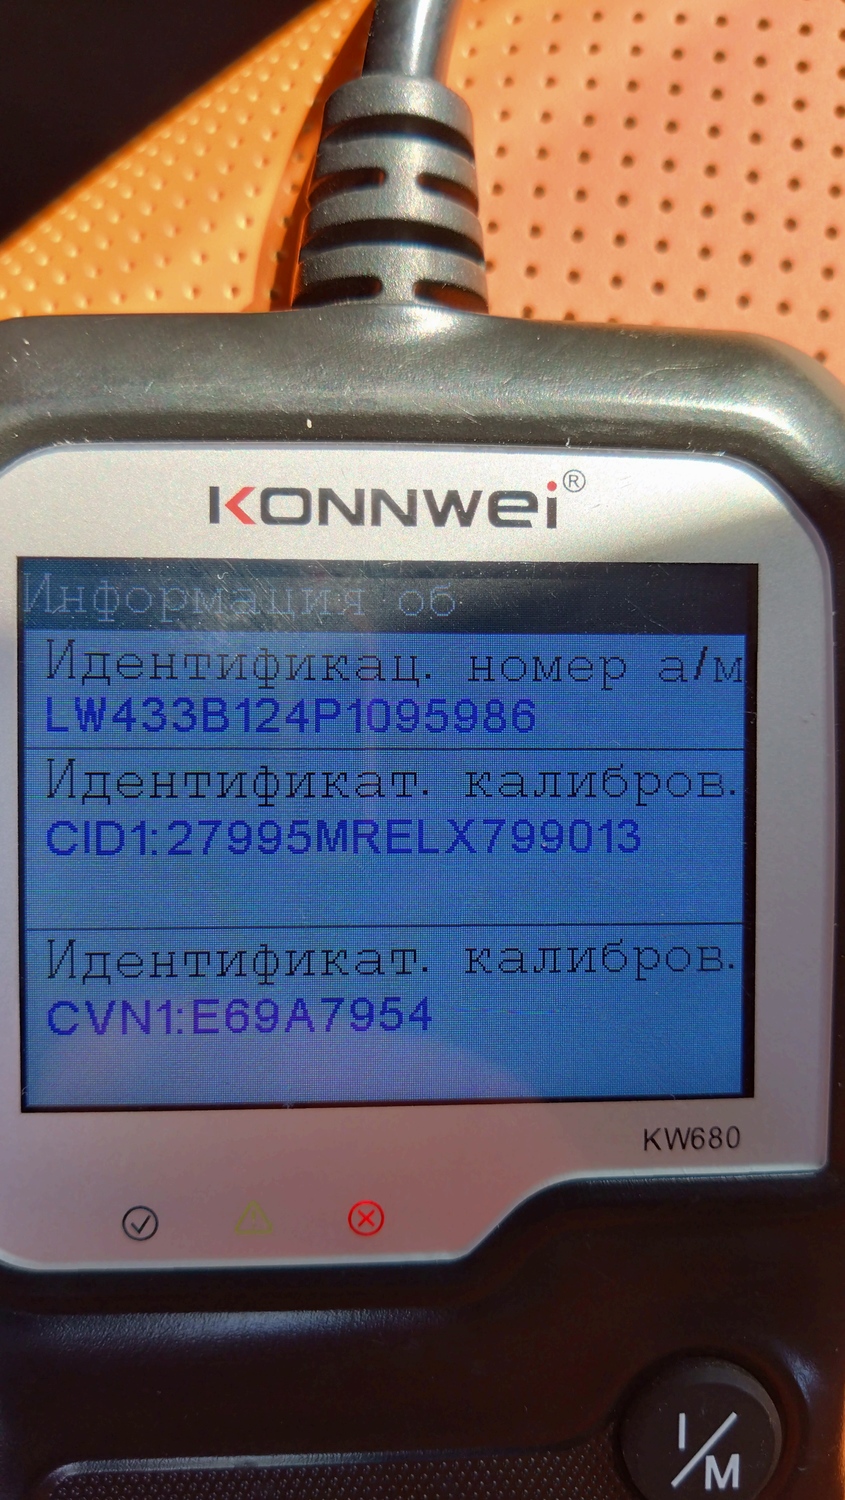 KONNWEI®
Информация об
Идентификац. номер а/м
LW433B124P1095986
Идентификат. калибров.
CID1:27995MRELX799013
Идентификат. калибров.
CVN1:E69A7954
KW680
I/M